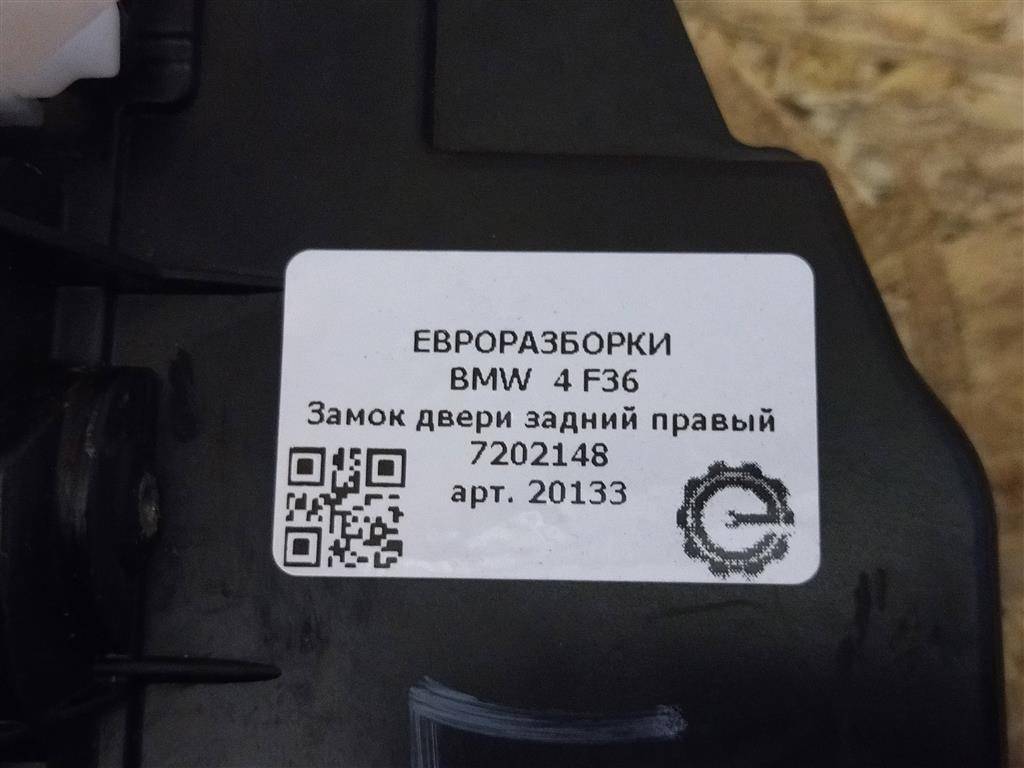 ЕВРОРАЗБОРКИ
BMW 4 F36
Замок двери задний правый
7202148
арт. 20133